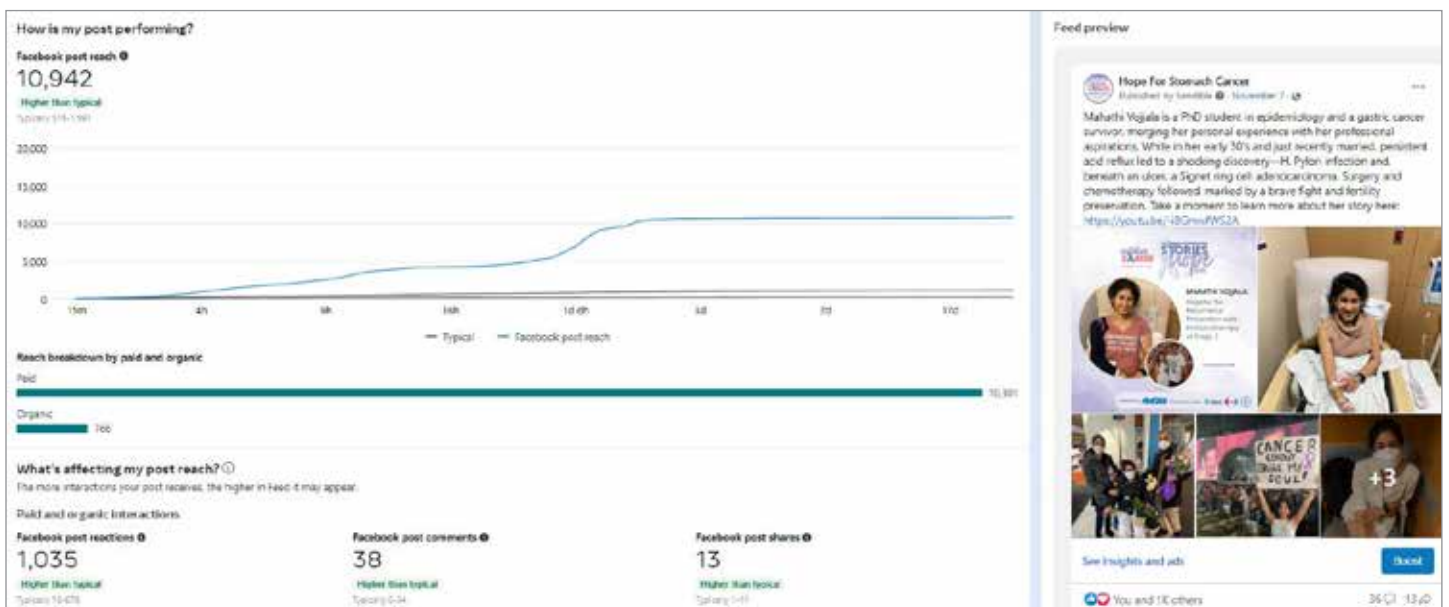 How is my post performing?
Facebook post reach
10,942
Higher than typical
20,000
15,000
10,000
5,000
0
4h
Typical
Facebook post reach
Reach breakdown by paid and organic
Paid
Organic
766
What's affecting my post reach?
The more interactions your post receives, the higher in Feed it may appear.
Paid and organic interactions
Facebook post reactions
1,035
Higher than typical
Facebook post comments
38
Higher than typical
Facebook post shares
13
Higher than typical
Feed preview
Hope For Stomach Cancer
Published by · November 7 ·
Mahathi Vojjala is a PhD student in epidemiology and a gastric cancer
survivor, merging her personal experience with her professional
aspirations. While in her early 30's and just recently married, persistent
acid reflux led to a shocking discovery—H. Pylori infection and,
beneath an ulcer, a Signet ring cell adenocarcinoma. Surgery and
chemotherapy followed, marked by a brave fight and fertility
preservation. Take a moment to learn more about her story here:
STORIES
MAHATHI VOJJALA
CANCER
SOUL!
+3
See insights and ads
Boost
You and 1K others
36
13